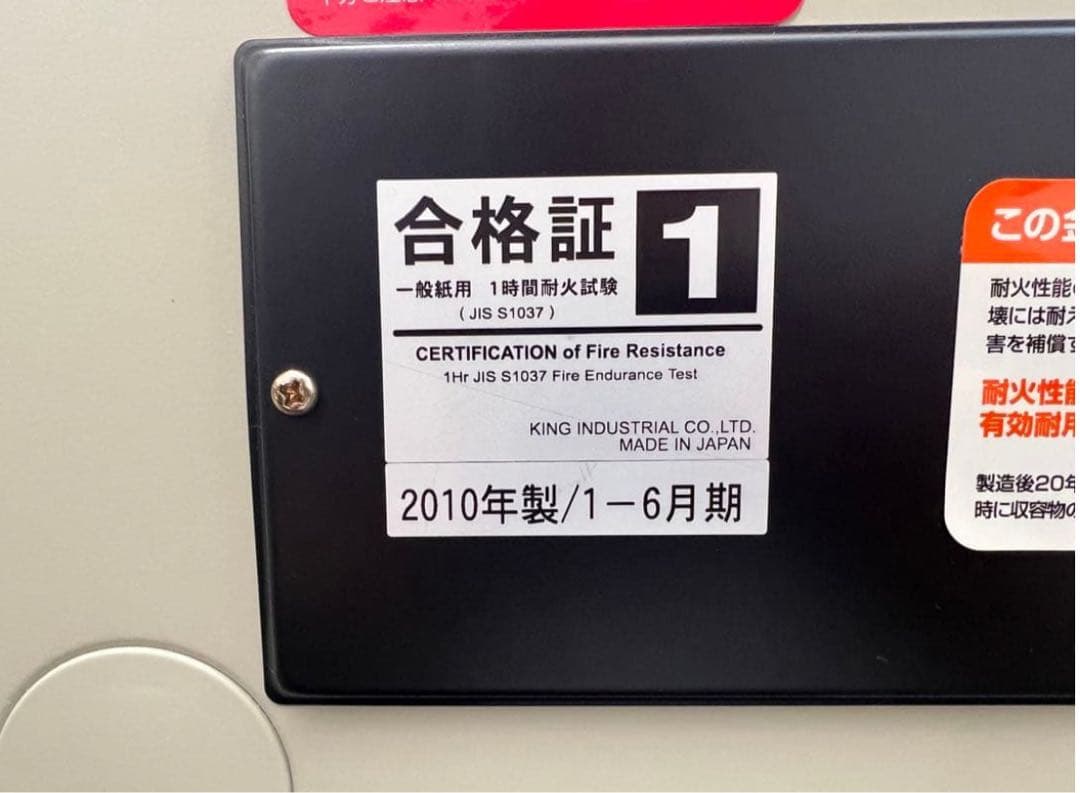 合格証 1
一般紙用 1時間耐火試験
(JIS S1037)
CERTIFICATION of Fire Resistance
1Hr JIS S1037 Fire Endurance Test
KING INDUSTRIAL CO.,LTD.
MADE IN JAPAN
2010年製/1-6月期
この金
耐火性能
壊には耐え
害を補償す
耐火性能
有効耐用
製造後20年
時に収容物の